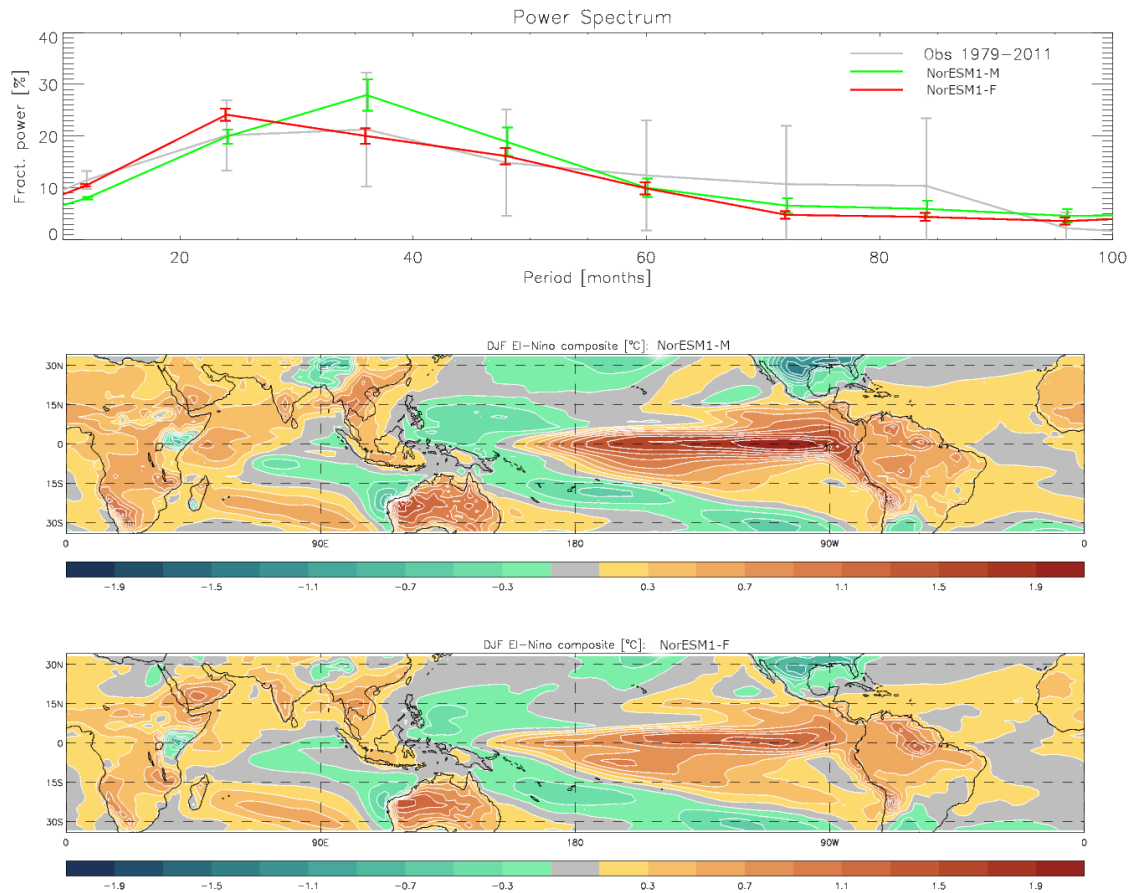 Power Spectrum
40
30
20
10
0
Fract. power [%]
Obs 1979−2011
NorESM1-M
NorESM1-F
20 40 60 80 100
Period [months]
DJF El−Nino composite [°C]: NorESM1-M
30N
15N
0
15S
30S
0 90E 180 90W 0
−1.9 −1.5 −1.1 −0.7 −0.3 0.3 0.7 1.1 1.5 1.9
DJF El−Nino composite [°C]: NorESM1-F
30N
15N
0
15S
30S
0 90E 180 90W 0
−1.9 −1.5 −1.1 −0.7 −0.3 0.3 0.7 1.1 1.5 1.9